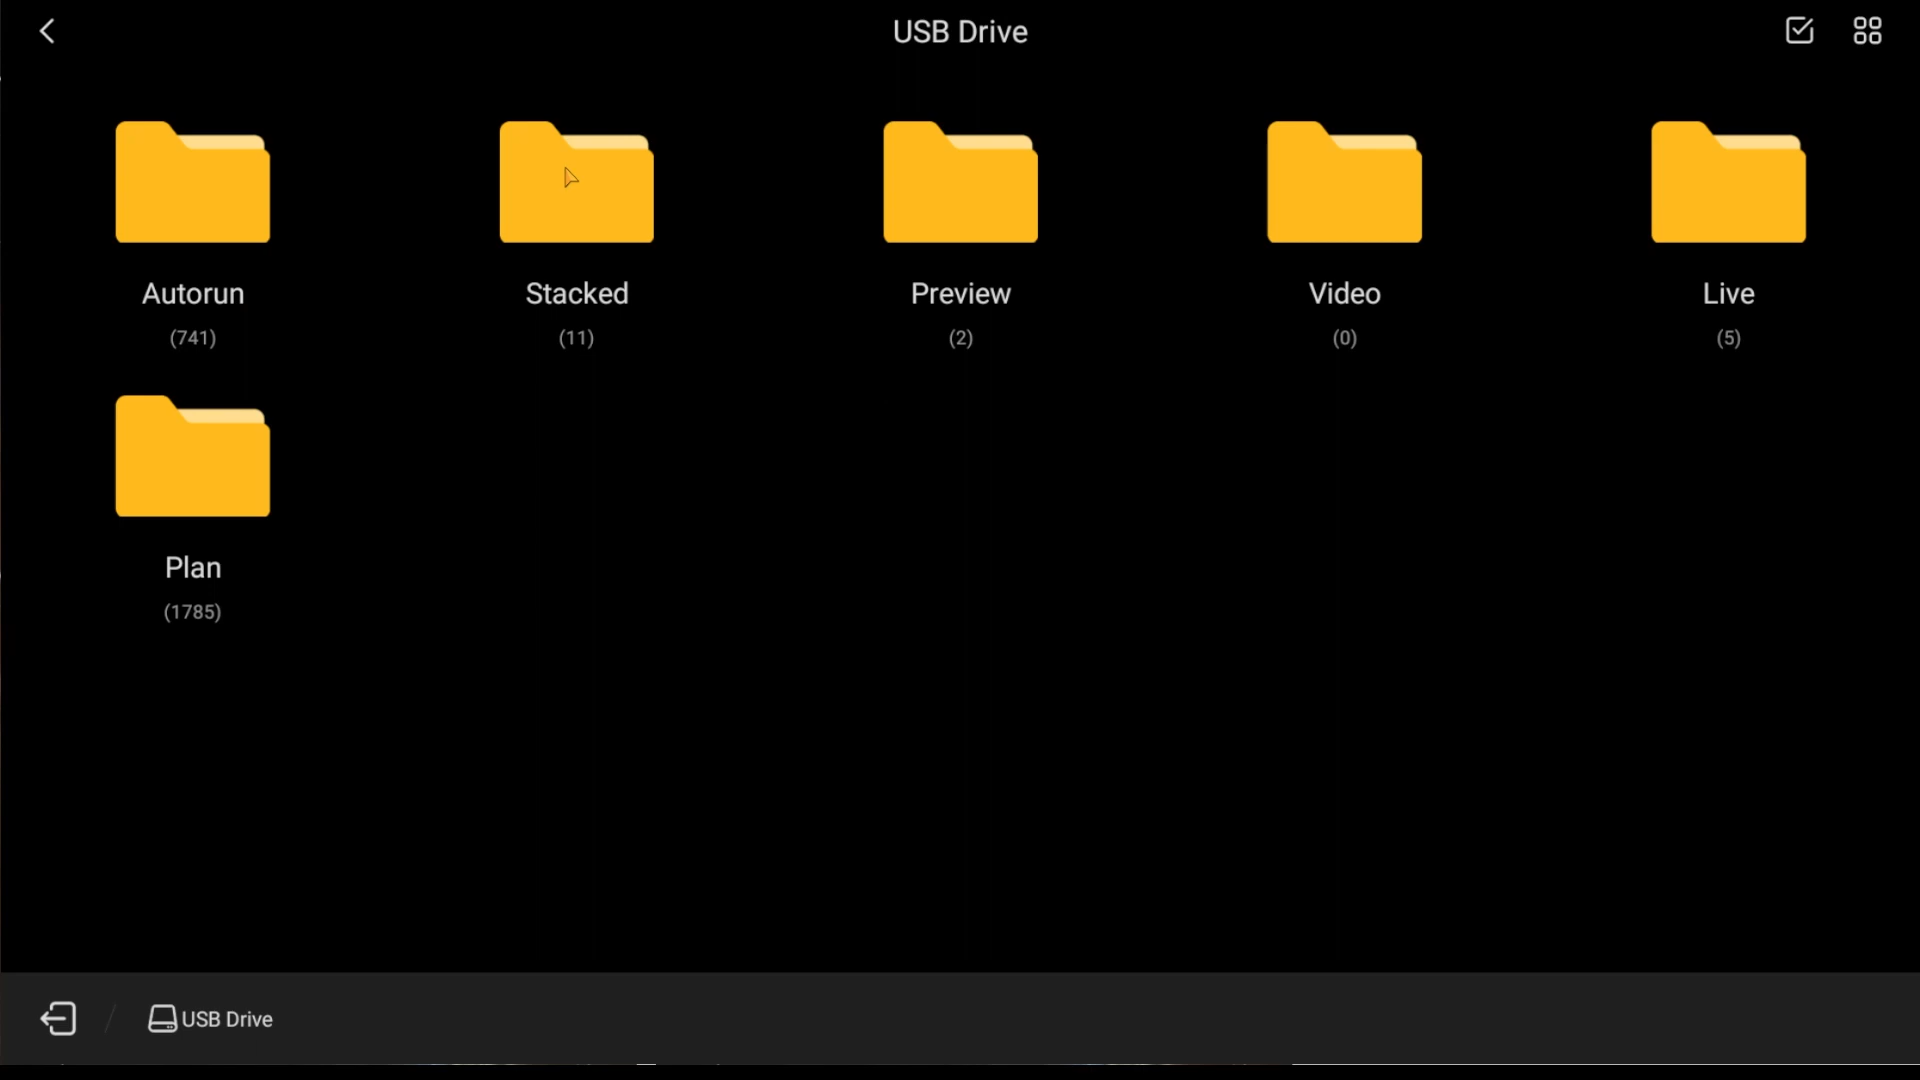 USB Drive
Autorun
(741)
Stacked
(11)
Preview
(2)
Video
(0)
Live
(5)
Plan
(1785)
USB Drive